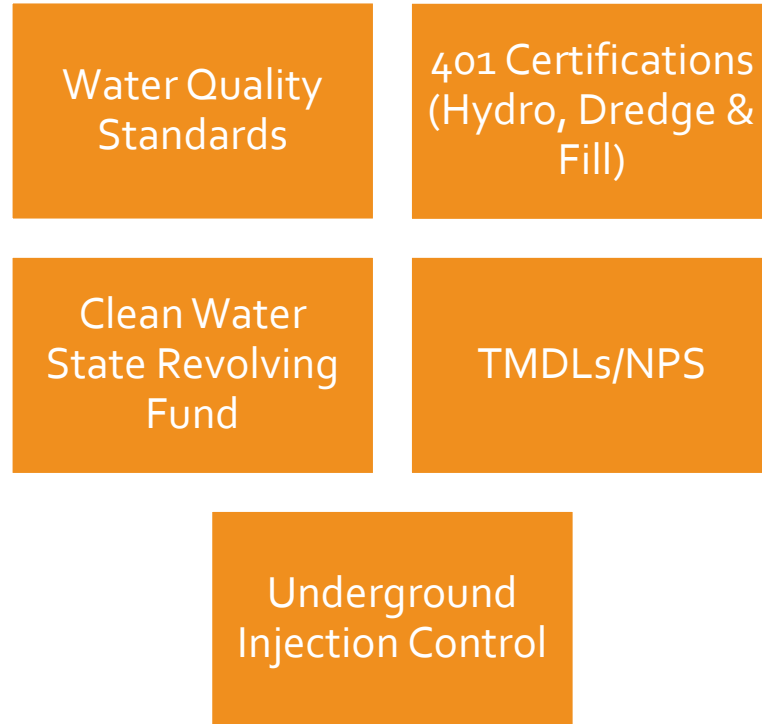 Water Quality
Standards
401 Certifications
(Hydro, Dredge &
Fill)
Clean Water
State Revolving
Fund
TMDLs/NPS
Underground
Injection Control